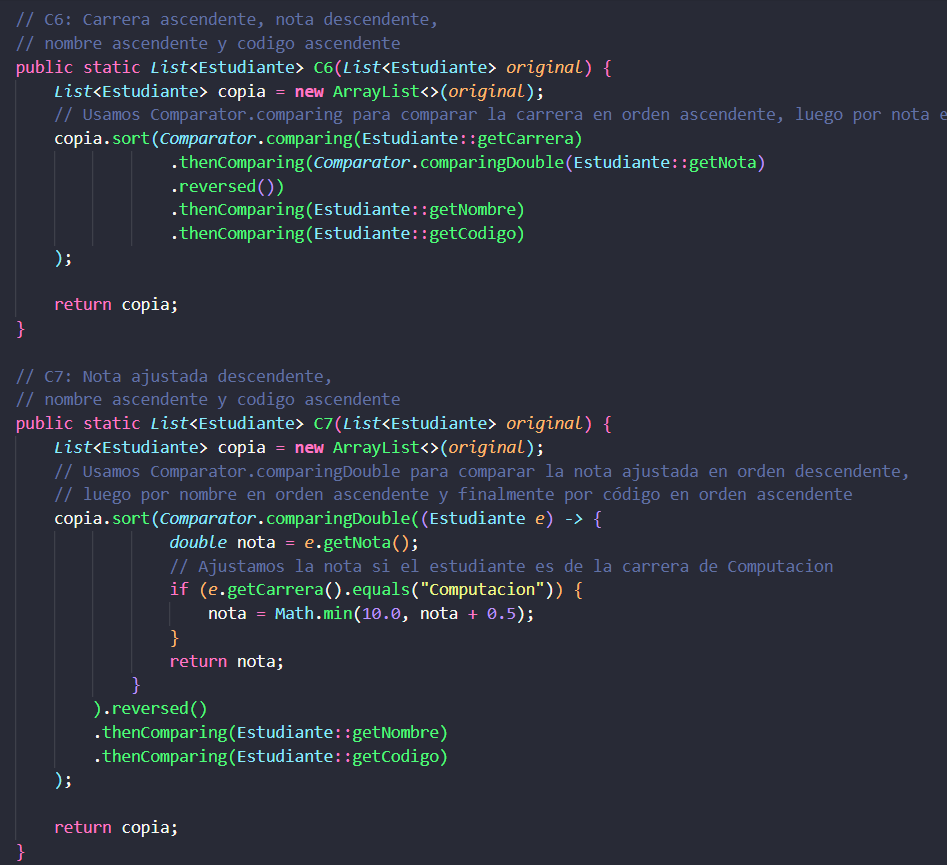 // C6: Carrera ascendente, nota descendente,
// nombre ascendente y codigo ascendente
public static List<Estudiante> C6(List<Estudiante> original) {
    List<Estudiante> copia = new ArrayList<>(original);
    // Usamos Comparator.comparing para comparar la carrera en orden ascendente, luego por nota e
    copia.sort(Comparator.comparing(Estudiante::getCarrera)
                .thenComparing(Comparator.comparingDouble(Estudiante::getNota)
                .reversed())
                .thenComparing(Estudiante::getNombre)
                .thenComparing(Estudiante::getCodigo)
    );
    return copia;
}
// C7: Nota ajustada descendente,
// nombre ascendente y codigo ascendente
public static List<Estudiante> C7(List<Estudiante> original) {
    List<Estudiante> copia = new ArrayList<>(original);
    // Usamos Comparator.comparingDouble para comparar la nota ajustada en orden descendente,
    // luego por nombre en orden ascendente y finalmente por código en orden ascendente
    copia.sort(Comparator.comparingDouble((Estudiante e) -> {
                double nota = e.getNota();
                // Ajustamos la nota si el estudiante es de la carrera de Computacion
                if (e.getCarrera().equals("Computacion")) {
                    nota = Math.min(10.0, nota + 0.5);
                }
                return nota;
            }
        ).reversed()
        .thenComparing(Estudiante::getNombre)
        .thenComparing(Estudiante::getCodigo)
    );
    return copia;
}